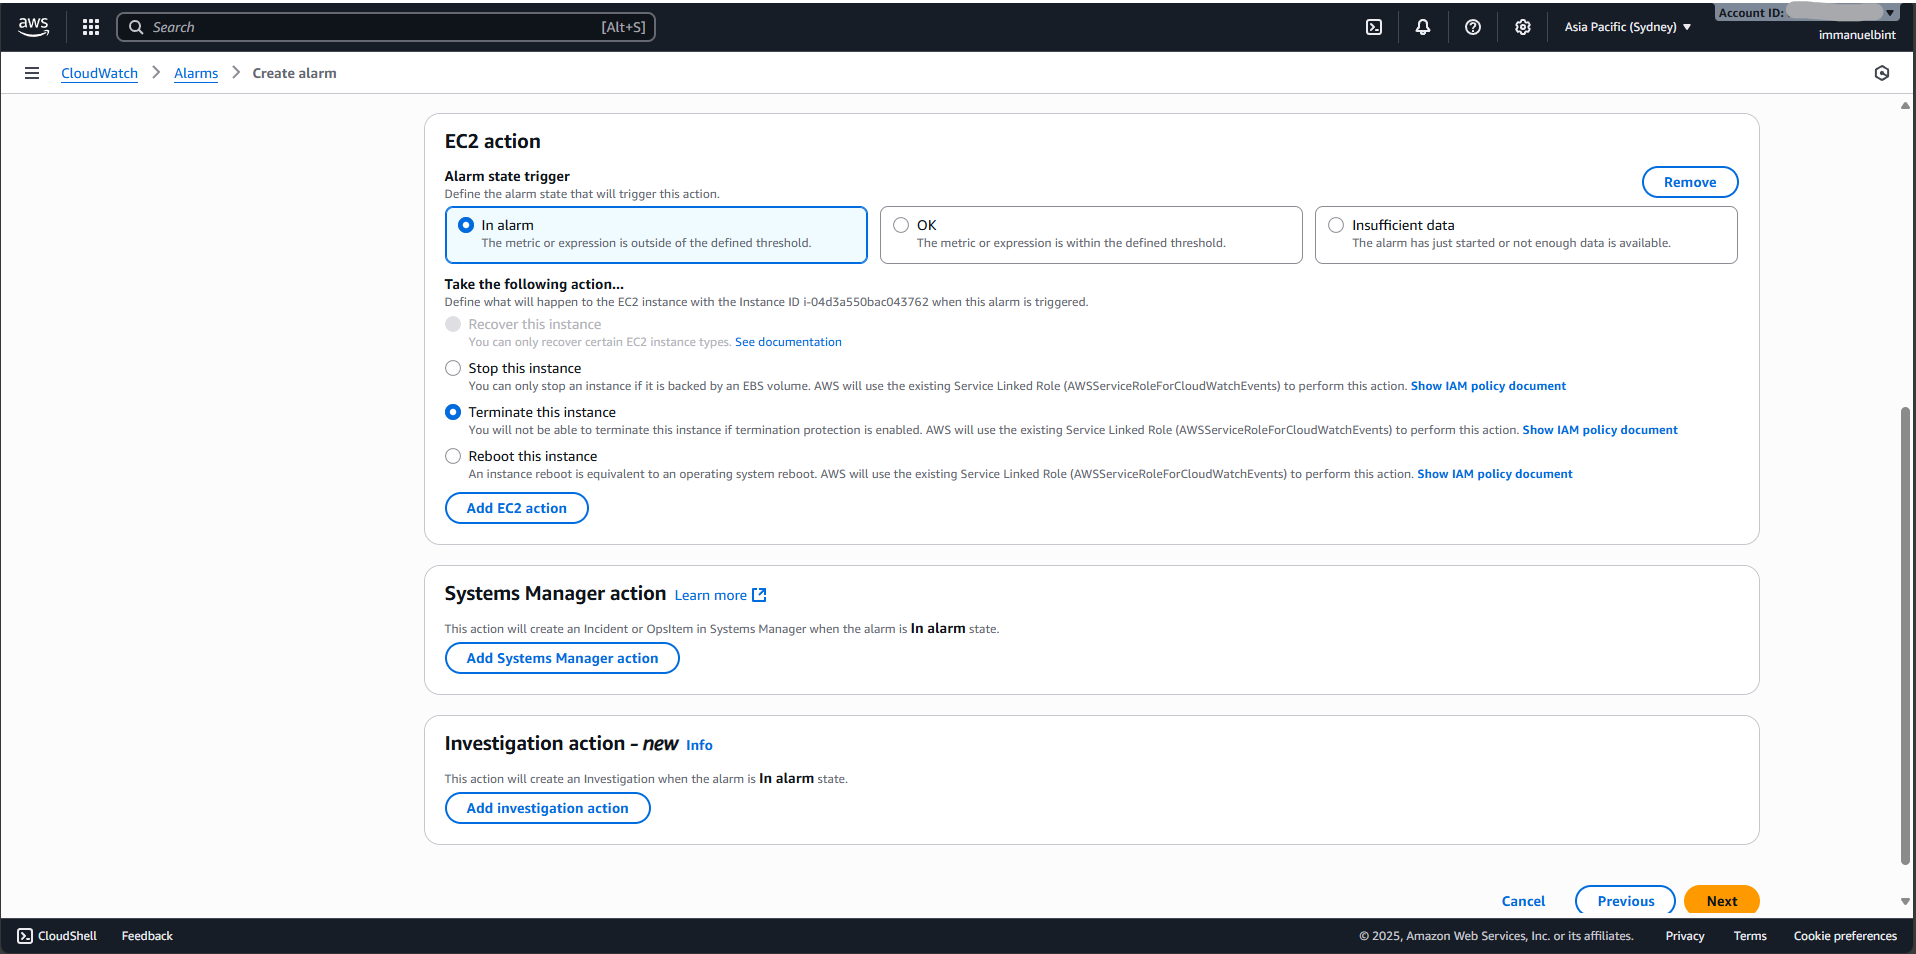 aws
Search [Alt+S]
Asia Pacific (Sydney)
Account ID:
immanuelbint
CloudWatch > Alarms > Create alarm
EC2 action
Alarm state trigger
Define the alarm state that will trigger this action.
Remove
In alarm
The metric or expression is outside of the defined threshold.
OK
The metric or expression is within the defined threshold.
Insufficient data
The alarm has just started or not enough data is available.
Take the following action...
Define what will happen to the EC2 instance with the Instance ID i-04d3a550bac043762 when this alarm is triggered.
Recover this instance
You can only recover certain EC2 instance types. See documentation
Stop this instance
You can only stop an instance if it is backed by an EBS volume. AWS will use the existing Service Linked Role (AWSServiceRoleForCloudWatchEvents) to perform this action. Show IAM policy document
Terminate this instance
You will not be able to terminate this instance if termination protection is enabled. AWS will use the existing Service Linked Role (AWSServiceRoleForCloudWatchEvents) to perform this action. Show IAM policy document
Reboot this instance
An instance reboot is equivalent to an operating system reboot. AWS will use the existing Service Linked Role (AWSServiceRoleForCloudWatchEvents) to perform this action. Show IAM policy document
Add EC2 action
Systems Manager action Learn more
This action will create an Incident or OpsItem in Systems Manager when the alarm is In alarm state.
Add Systems Manager action
Investigation action - new Info
This action will create an Investigation when the alarm is In alarm state.
Add investigation action
Cancel
Previous
Next
CloudShell Feedback © 2025, Amazon Web Services, Inc. or its affiliates. Privacy Terms Cookie preferences